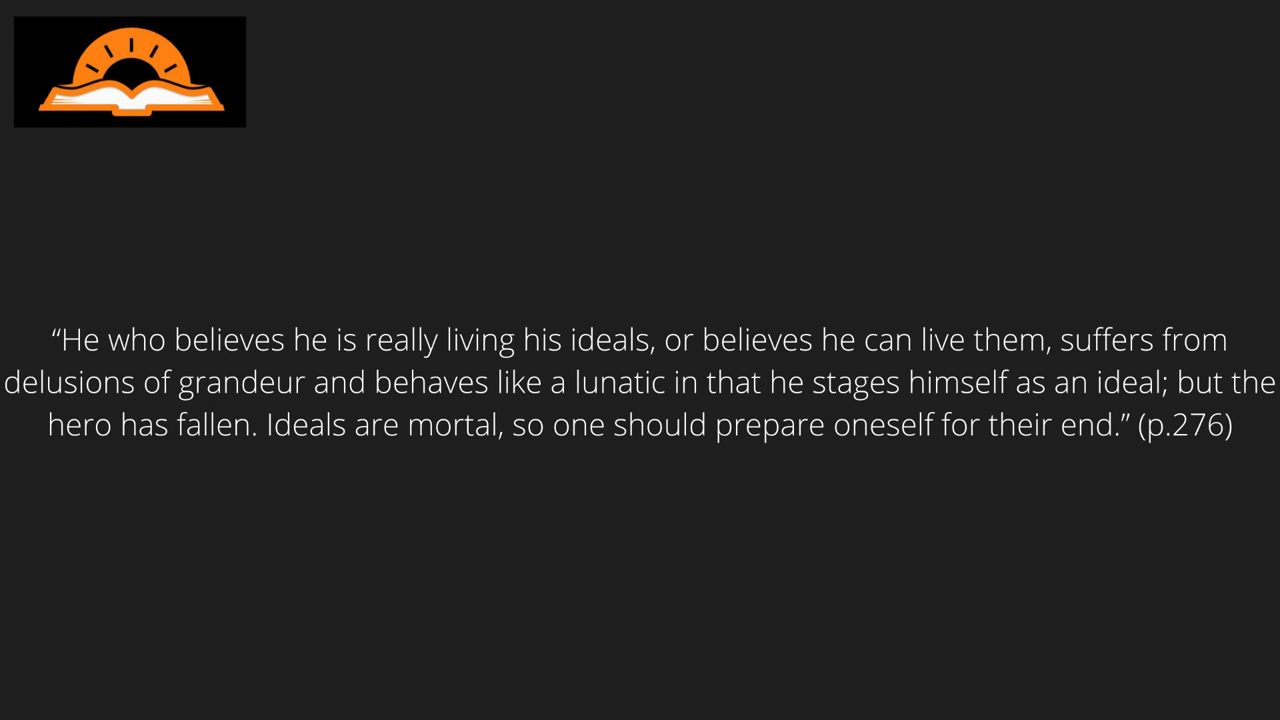 “He who believes he is really living his ideals, or believes he can live them, suffers from
delusions of grandeur and behaves like a lunatic in that he stages himself as an ideal; but the
hero has fallen. Ideals are mortal, so one should prepare oneself for their end.” (p.276)